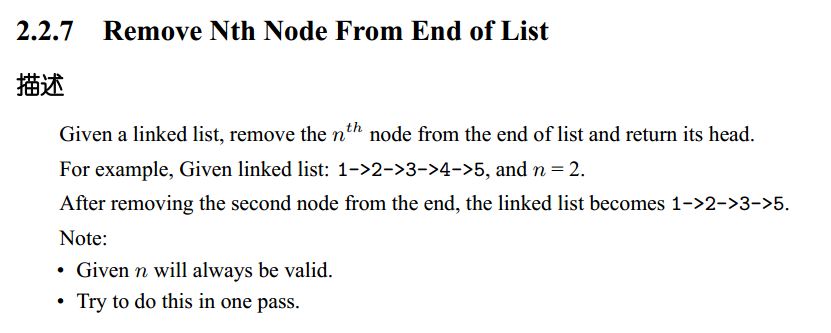 2.2.7 Remove Nth Node From End of List
描述
Given a linked list, remove the nth node from the end of list and return its head.
For example, Given linked list: 1->2->3->4->5, and n = 2.
After removing the second node from the end, the linked list becomes 1->2->3->5.
Note:
• Given n will always be valid.
• Try to do this in one pass.